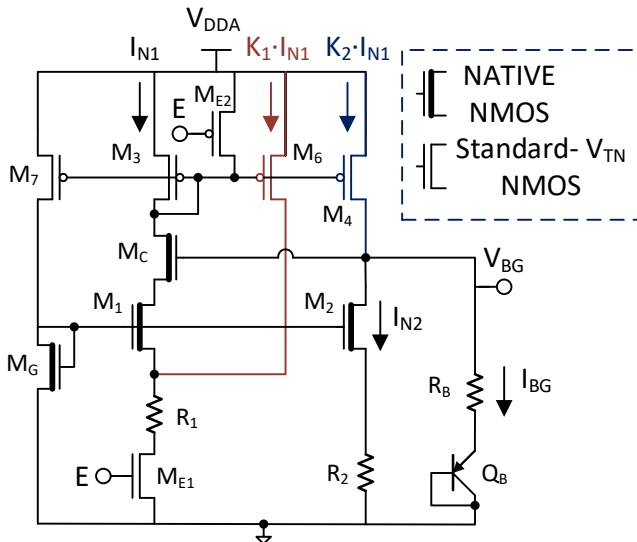 V_DDA
I_N1
K_1·I_N1
K_2·I_N1
NATIVE
NMOS
Standard- V_TN
NMOS
E
M_E2
M_7
M_3
M_6
M_4
M_C
V_BG
M_1
M_2
I_N2
M_G
R_B
I_BG
R_1
E
M_E1
R_2
Q_B